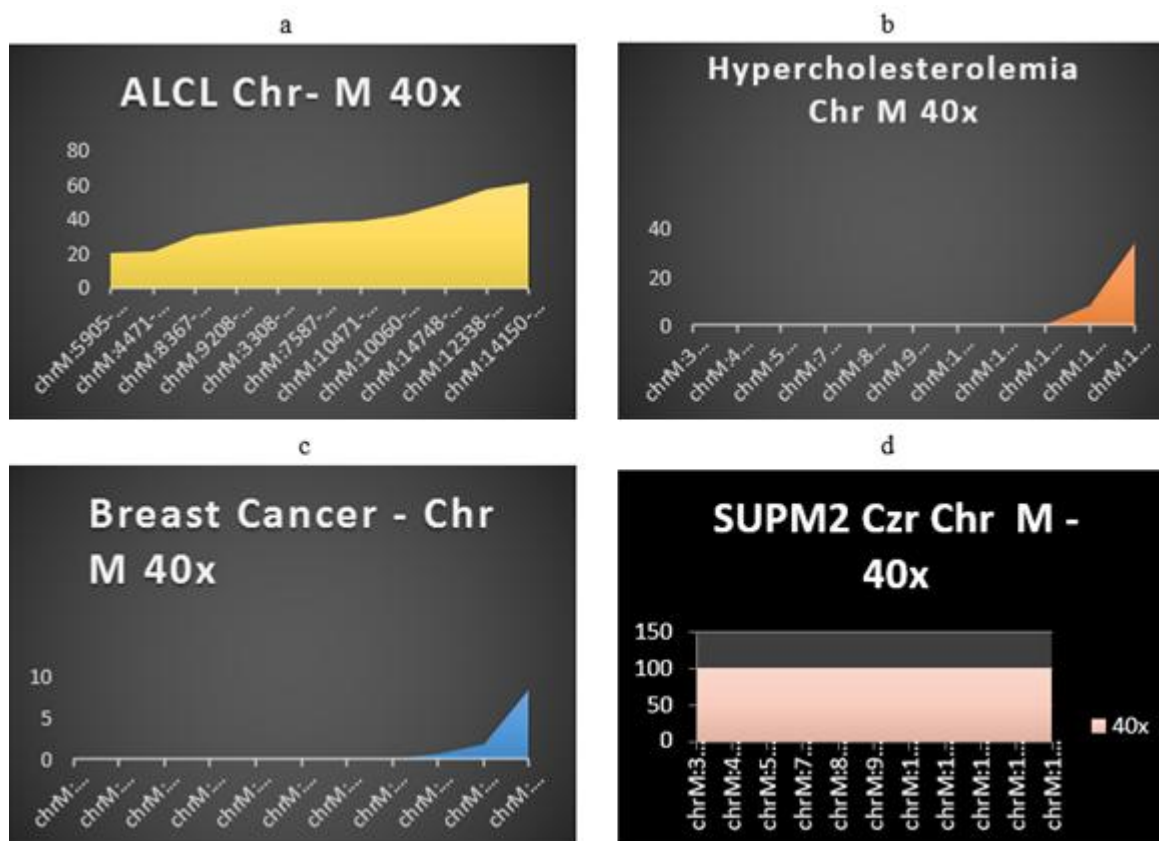 a
ALCL Chr- M 40x
80
60
40
20
0
chrM:5905-...
chrM:4471-...
chrM:8367-...
chrM:9208-...
chrM:3308-...
chrM:7587-...
chrM:10471-...
chrM:10060-...
chrM:14748-...
chrM:12338-...
chrM:14150-...
b
Hypercholesterolemia
Chr M 40x
40
20
0
chrM:3...
chrM:4...
chrM:5...
chrM:7...
chrM:8...
chrM:9...
chrM:1...
chrM:1...
chrM:1...
chrM:1...
chrM:1...
c
Breast Cancer - Chr
M 40x
10
5
0
chrM:...
chrM:...
chrM:...
chrM:...
chrM:...
chrM:...
chrM:...
chrM:...
chrM:...
chrM:...
chrM:...
d
SUPM2 Czr Chr M -
40x
150
100
50
0
chrM:3...
chrM:4...
chrM:5...
chrM:7...
chrM:8...
chrM:9...
chrM:1...
chrM:1...
chrM:1...
chrM:1...
chrM:1...
40x